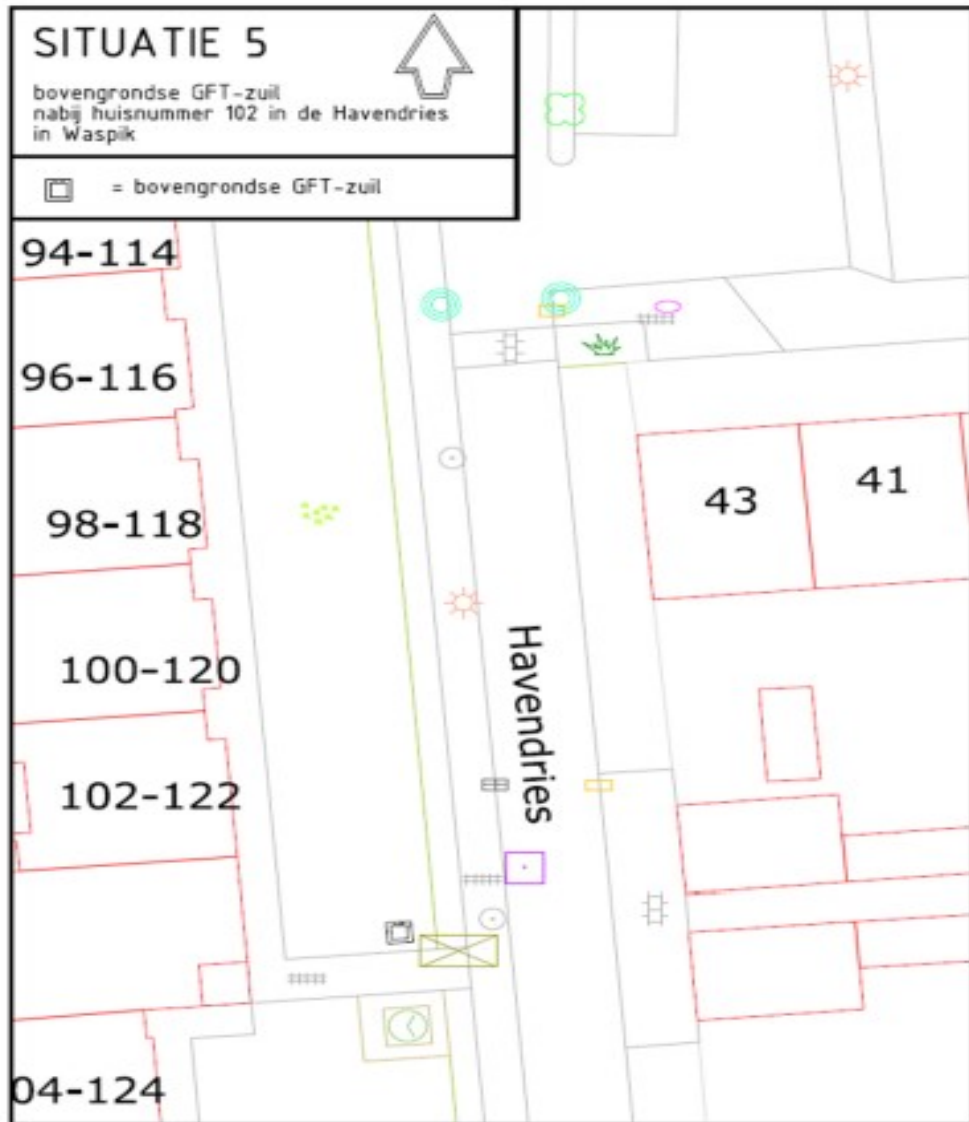 SITUATIE 5
bovengrondse GFT-zuil
nabij huisnummer 102 in de Havendries
in Waspik
= bovengrondse GFT-zuil
94-114
96-116
98-118
43
41
100-120
Havendries
102-122
04-124